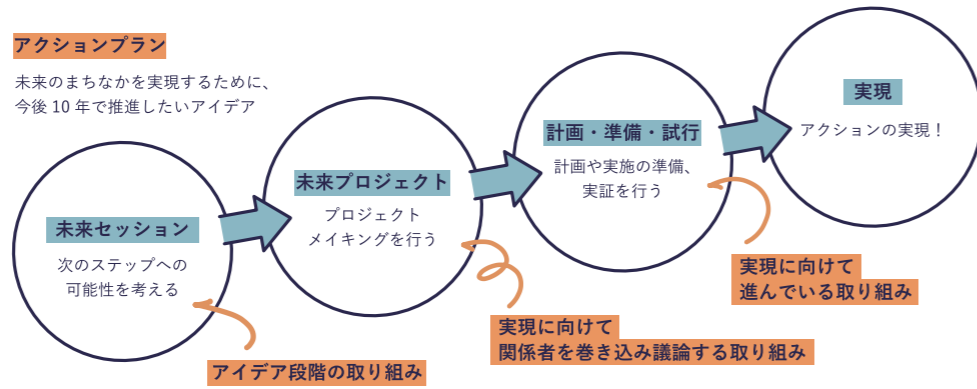 アクションプラン
未来のまちなかを実現するために、
今後 10 年で推進したいアイデア
未来セッション
次のステップへの
可能性を考える
アイデア段階の取り組み
未来プロジェクト
プロジェクト
メイキングを行う
実現に向けて
関係者を巻き込み議論する取り組み
計画・準備・試行
計画や実施の準備、
実証を行う
実現に向けて
進んでいる取り組み
実現
アクションの実現！